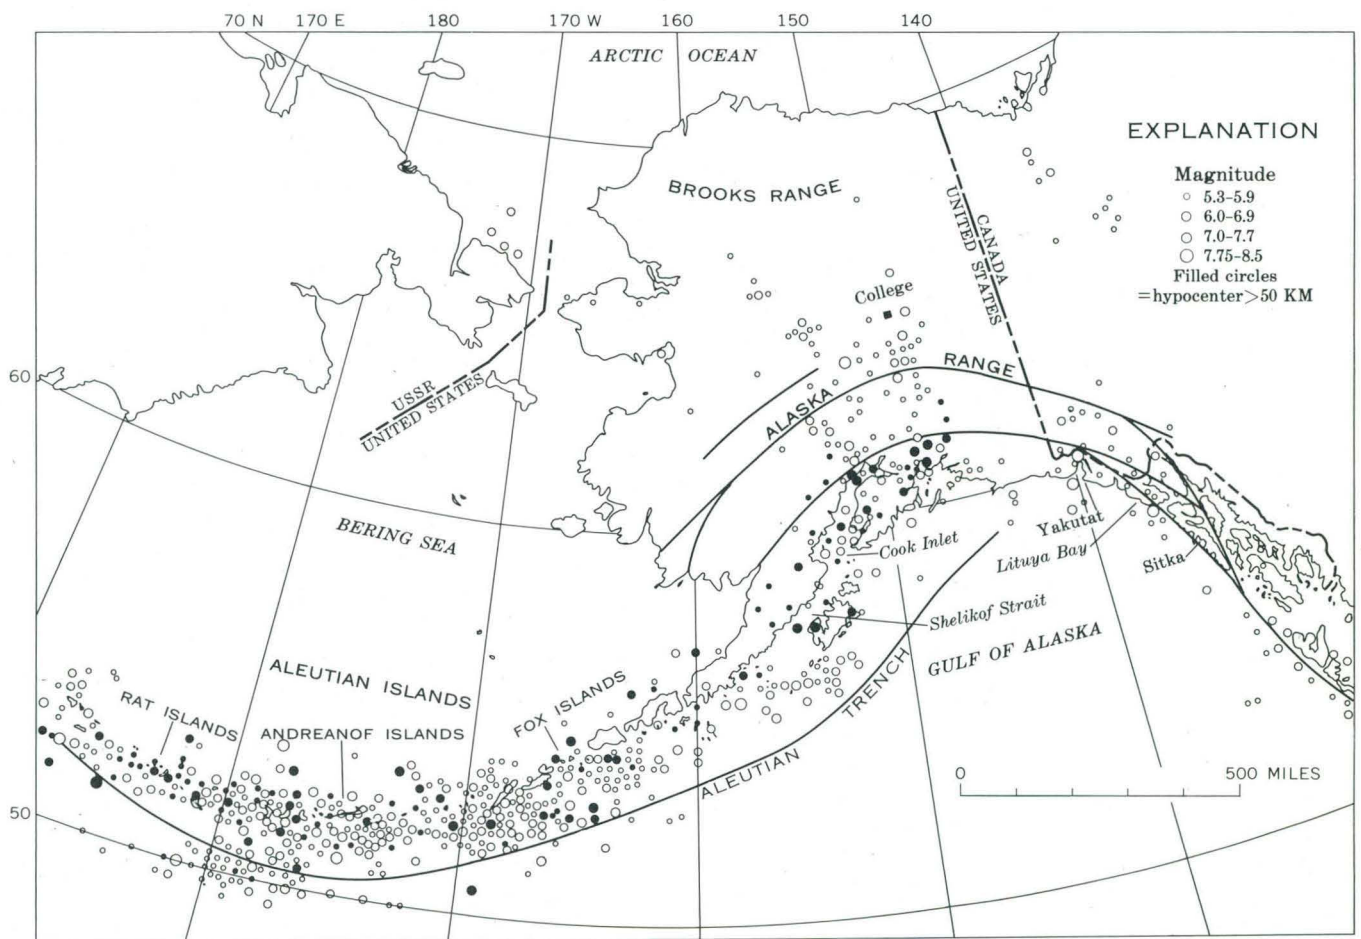 70 N 170 E 180 170 W 160 150 140
ARCTIC OCEAN
EXPLANATION
Magnitude
5.3–5.9
6.0–6.9
7.0–7.7
7.75–8.5
Filled circles
=hypocenter>50 KM
BROOKS RANGE
CANADA
UNITED STATES
College
60
USSR
UNITED STATES
ALASKA RANGE
BERING SEA
Cook Inlet
Yakutat
Lituya Bay
Sitka
Shelikof Strait
GULF OF ALASKA
ALEUTIAN ISLANDS
RAT ISLANDS
ANDREANOF ISLANDS
FOX ISLANDS
ALEUTIAN TRENCH
0 500 MILES
50